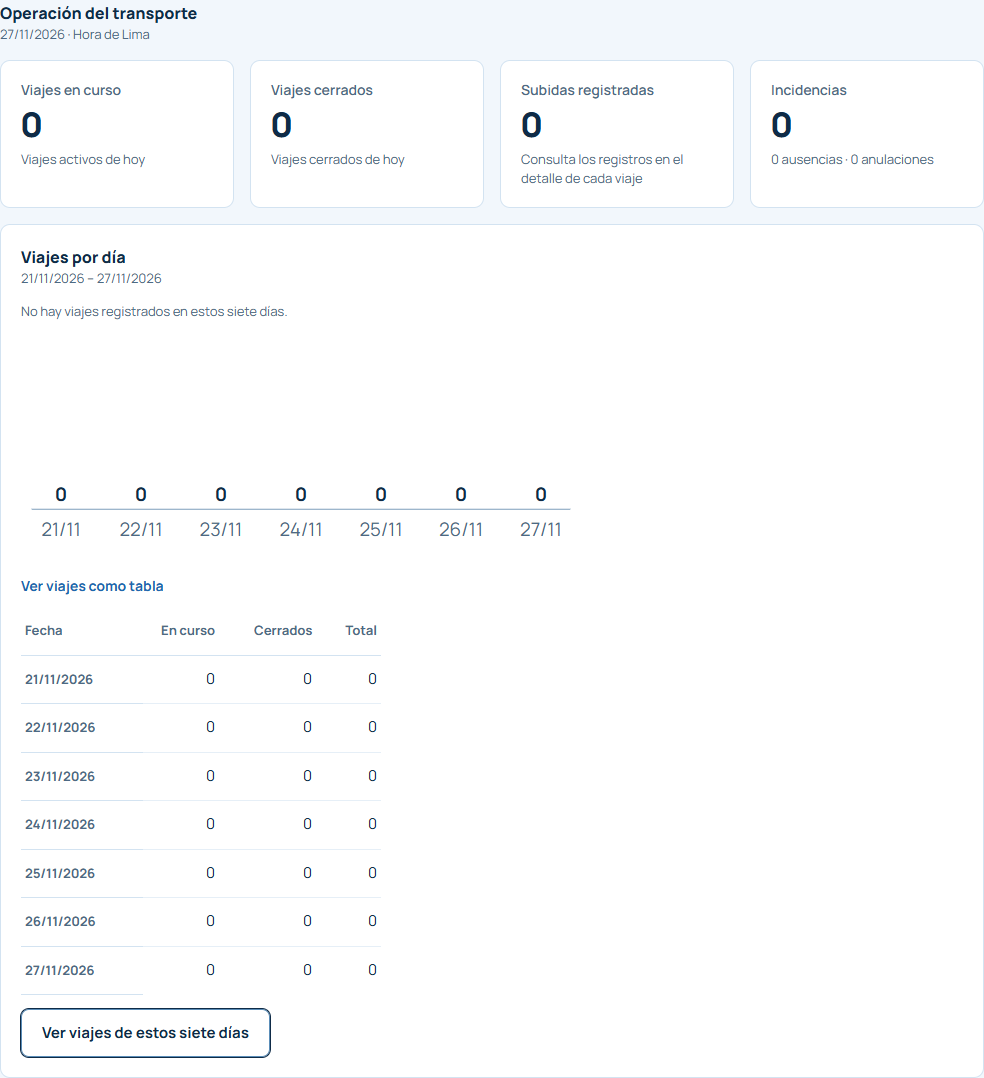 Operación del transporte
27/11/2026 · Hora de Lima
Viajes en curso
0
Viajes activos de hoy
Viajes cerrados
0
Viajes cerrados de hoy
Subidas registradas
0
Consulta los registros en el
detalle de cada viaje
Incidencias
0
0 ausencias · 0 anulaciones
Viajes por día
21/11/2026 – 27/11/2026
No hay viajes registrados en estos siete días.
0 0 0 0 0 0 0
21/11 22/11 23/11 24/11 25/11 26/11 27/11
Ver viajes como tabla
Fecha En curso Cerrados Total
21/11/2026 0 0 0
22/11/2026 0 0 0
23/11/2026 0 0 0
24/11/2026 0 0 0
25/11/2026 0 0 0
26/11/2026 0 0 0
27/11/2026 0 0 0
Ver viajes de estos siete días